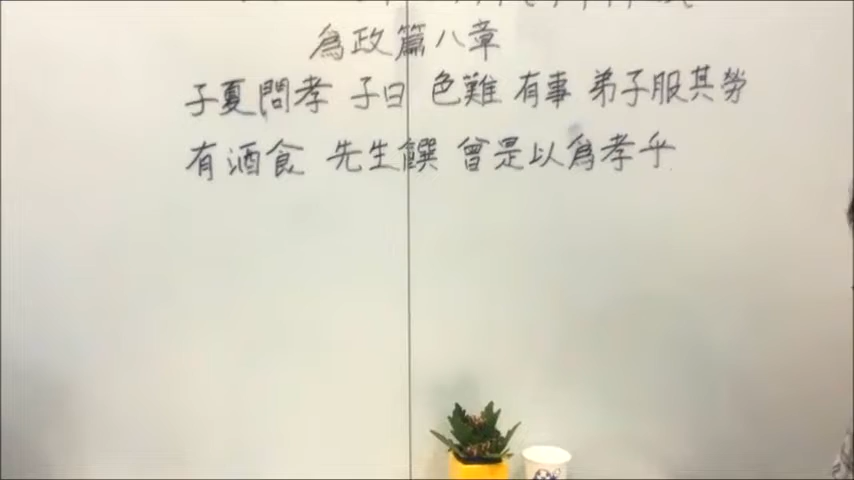 為政篇八章
子夏問孝 子曰 色難 有事 弟子服其勞
有酒食 先生饌 曾是以為孝乎